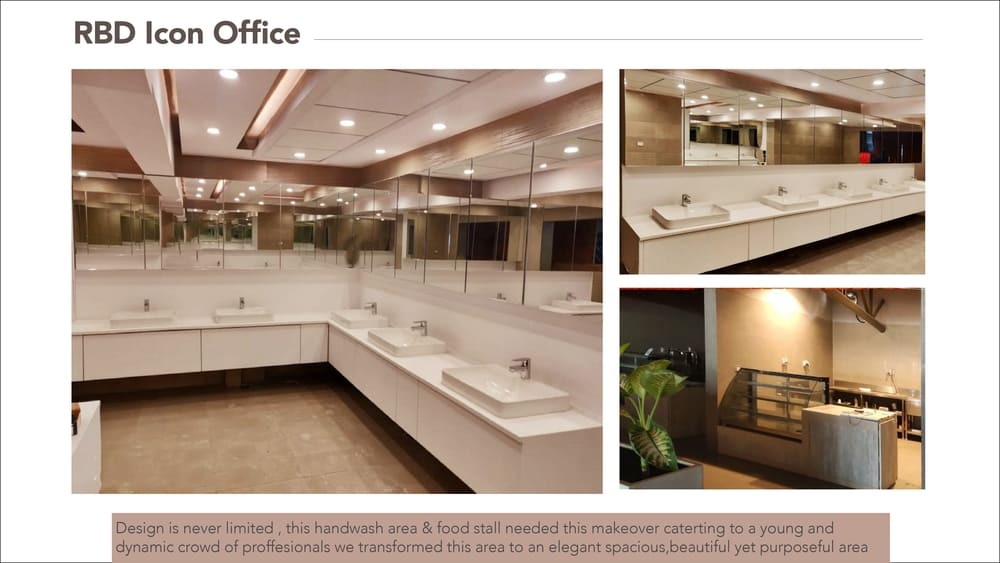 RBD Icon Office
Design is never limited , this handwash area & food stall needed this makeover caterting to a young and
dynamic crowd of proffesionals we transformed this area to an elegant spacious,beautiful yet purposeful area